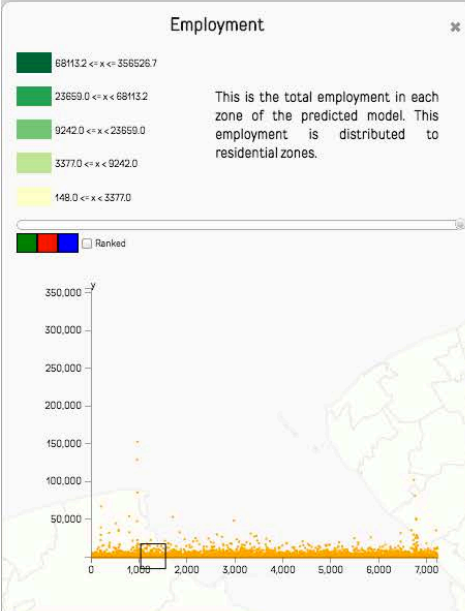 Employment
68113.2 <= x <= 356526.7
23659.0 <= x < 68113.2
9242.0 <= x < 23659.0
3377.0 <= x < 9242.0
148.0 <= x < 3377.0
This is the total employment in each
zone of the predicted model. This
employment is distributed to
residential zones.
Ranked
y
350,000
300,000
250,000
200,000
150,000
100,000
50,000
0 1,000 2,000 3,000 4,000 5,000 6,000 7,000